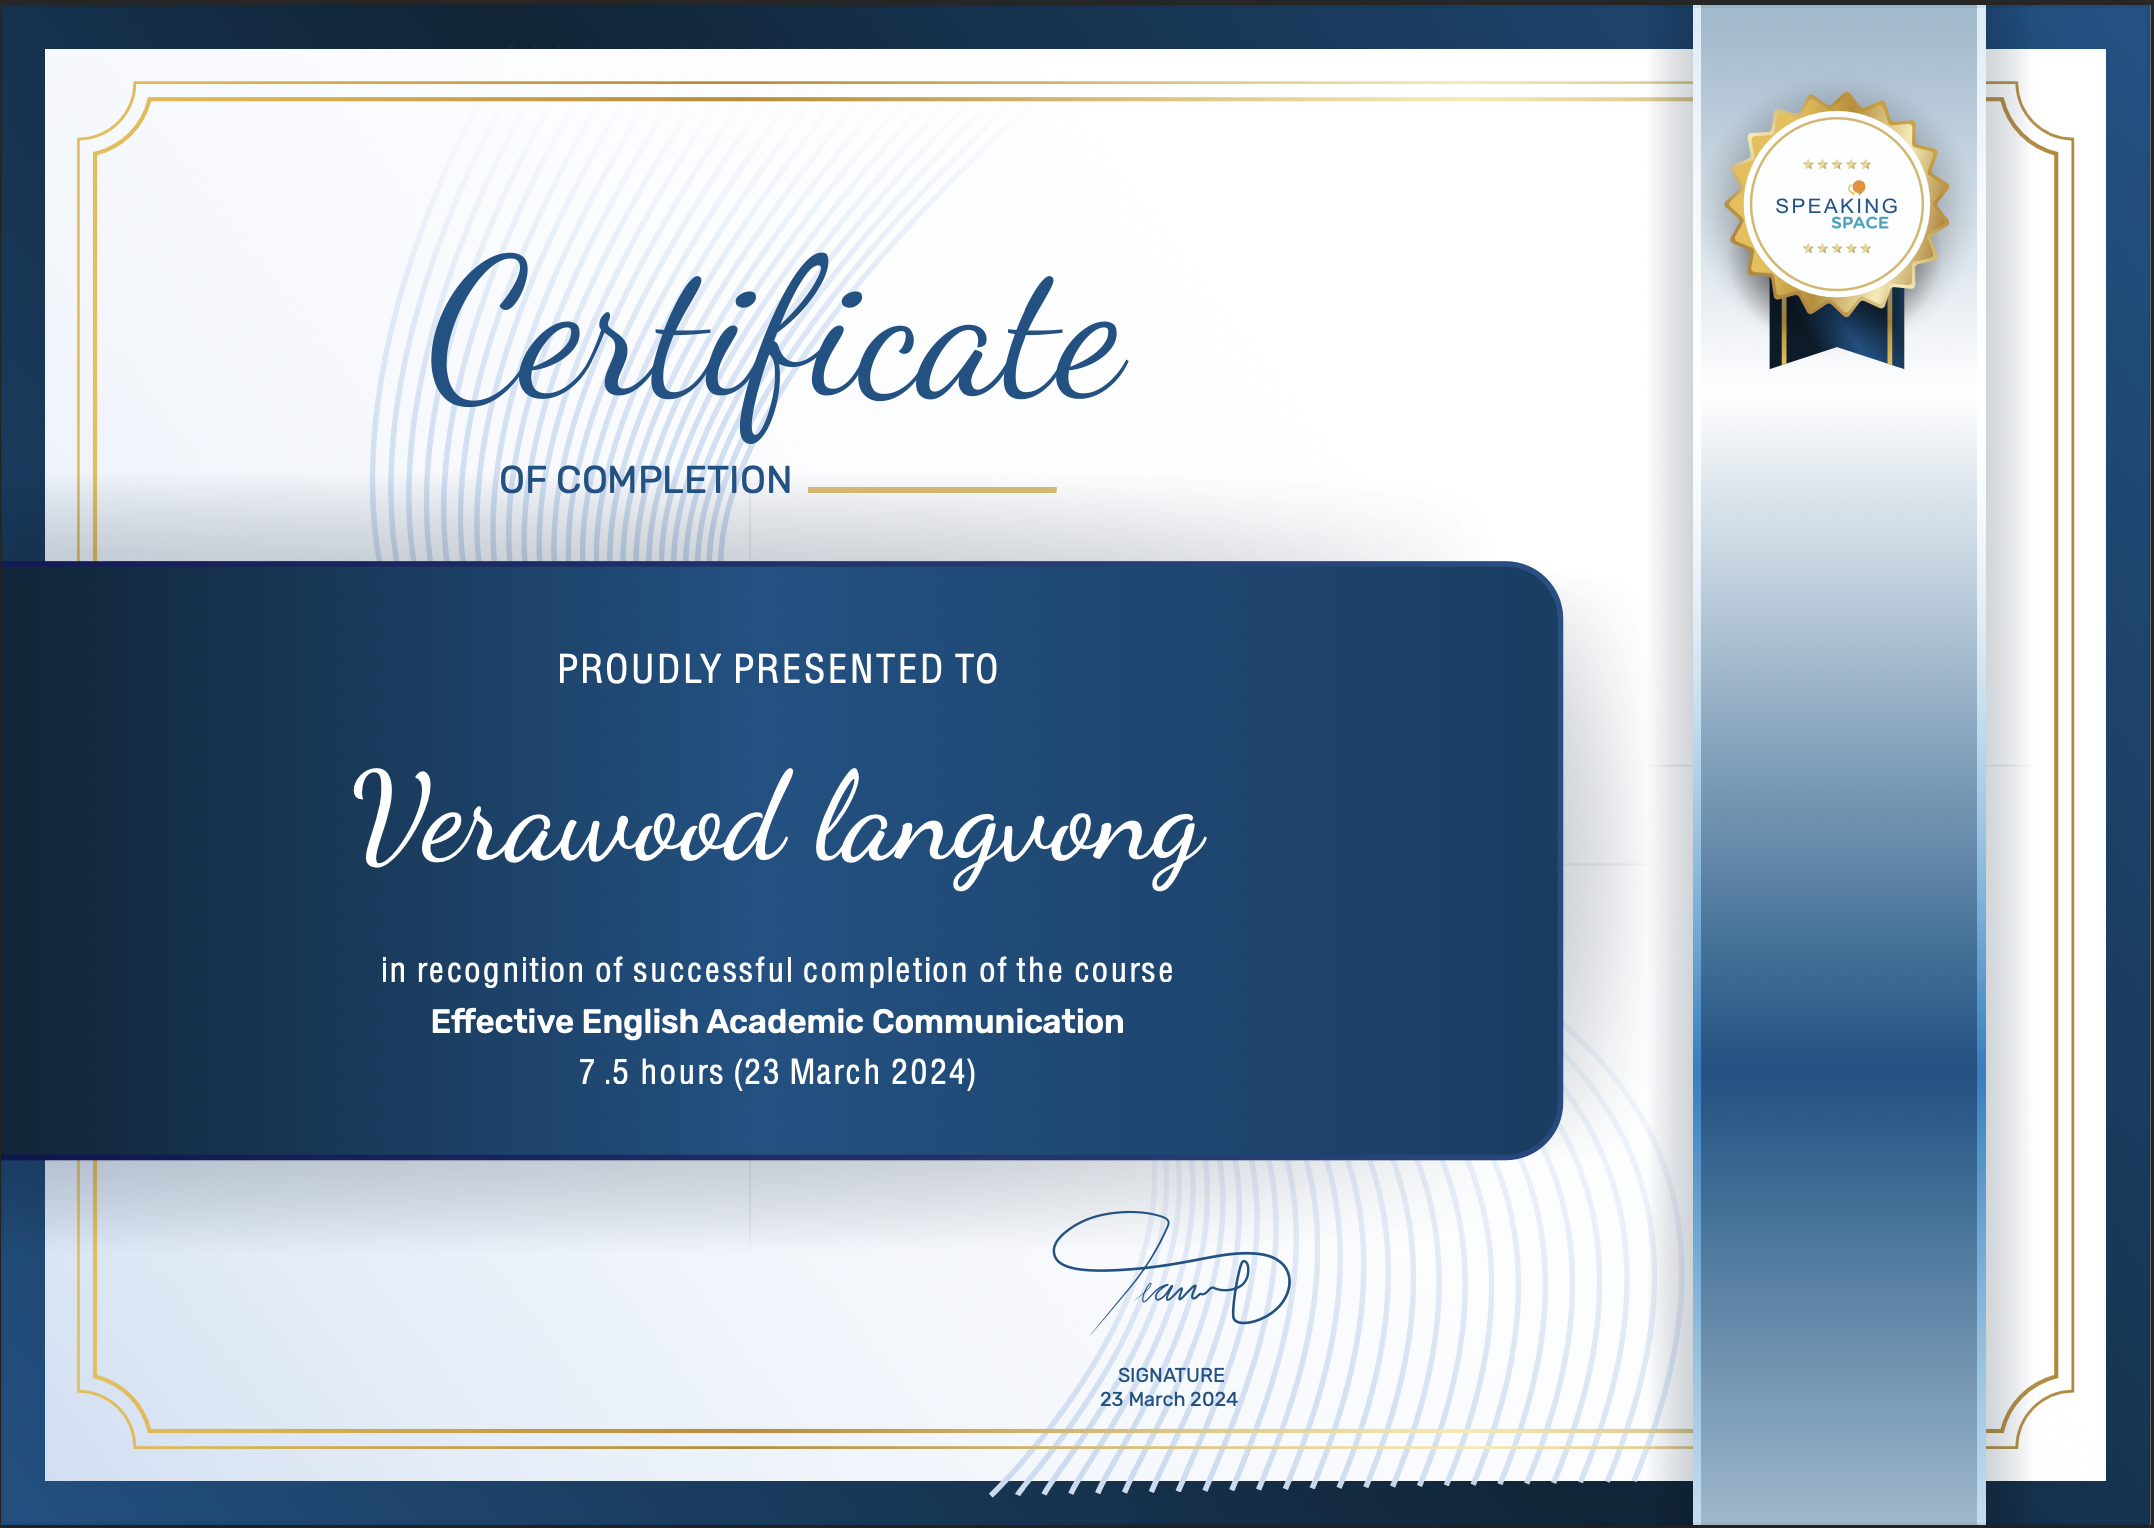 SPEAKING
SPACE
Certificate
OF COMPLETION
PROUDLY PRESENTED TO
Verawood langvong
in recognition of successful completion of the course
Effective English Academic Communication
7 .5 hours (23 March 2024)
SIGNATURE
23 March 2024